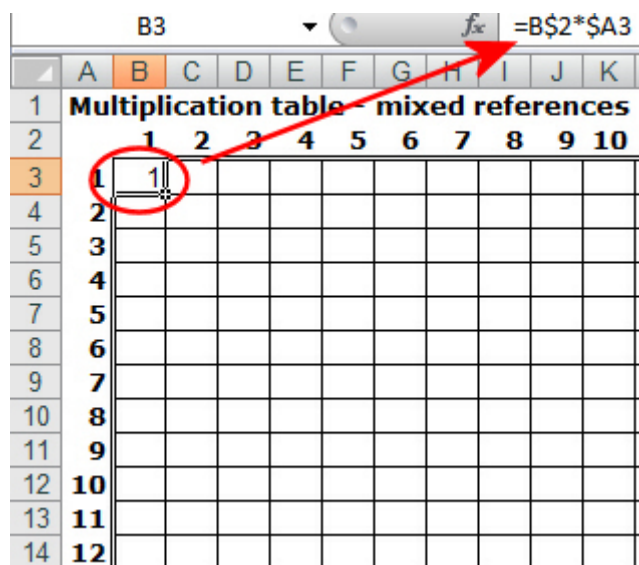 B3 fx =B$2*$A3
A B C D E F G H I J K
1 Multiplication table - mixed references
2 1 2 3 4 5 6 7 8 9 10
3 1 1
4 2
5 3
6 4
7 5
8 6
9 7
10 8
11 9
12 10
13 11
14 12